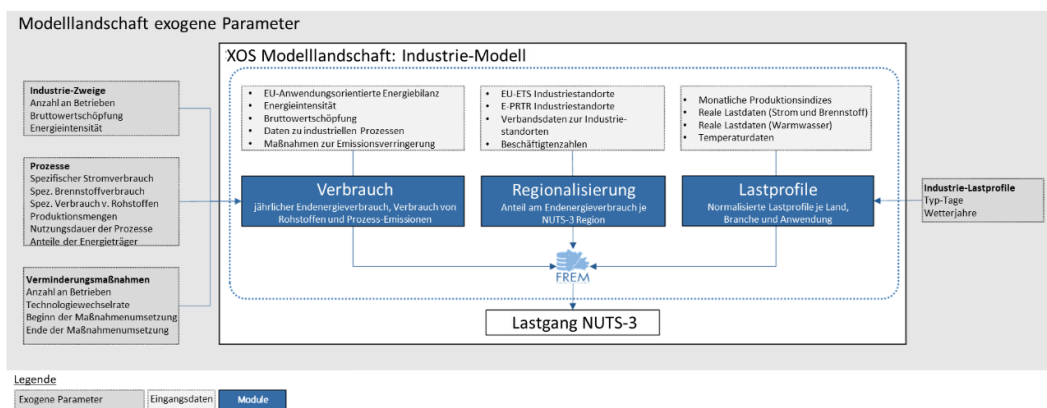 Modelllandschaft exogene Parameter
XOS Modelllandschaft: Industrie-Modell
Industrie-Zweige
Anzahl an Betrieben
Bruttowertschöpfung
Energieintensität
Prozesse
Spezifischer Stromverbrauch
Spez. Brennstoffverbrauch
Spez. Verbrauch v. Rohstoffen
Produktionsmengen
Nutzungsdauer der Prozesse
Anteile der Energieträger
Verminderungsmaßnahmen
Anzahl an Betrieben
Technologiewechselrate
Beginn der Maßnahmenumsetzung
Ende der Maßnahmenumsetzung
• EU-Anwendungsorientierte Energiebilanz
• Energieintensität
• Bruttowertschöpfung
• Daten zu industriellen Prozessen
• Maßnahmen zur Emissionsverringerung
• EU-ETS Industriestandorte
• E-PRTR Industriestandorte
• Verbandsdaten zur Industrie-
standorten
• Beschäftigtenzahlen
• Monatliche Produktionsindizes
• Reale Lastdaten (Strom und Brennstoff)
• Reale Lastdaten (Warmwasser)
• Temperaturdaten
Verbrauch
jährlicher Endenergieverbrauch, Verbrauch von
Rohstoffen und Prozess-Emissionen
Regionalisierung
Anteil am Endenergieverbrauch je
NUTS-3 Region
Lastprofile
Normalisierte Lastprofile je Land,
Branche und Anwendung
Industrie-Lastprofile
Typ-Tage
Wetterjahre
FREM
Lastgang NUTS-3
Legende
Exogene Parameter
Eingangsdaten
Module